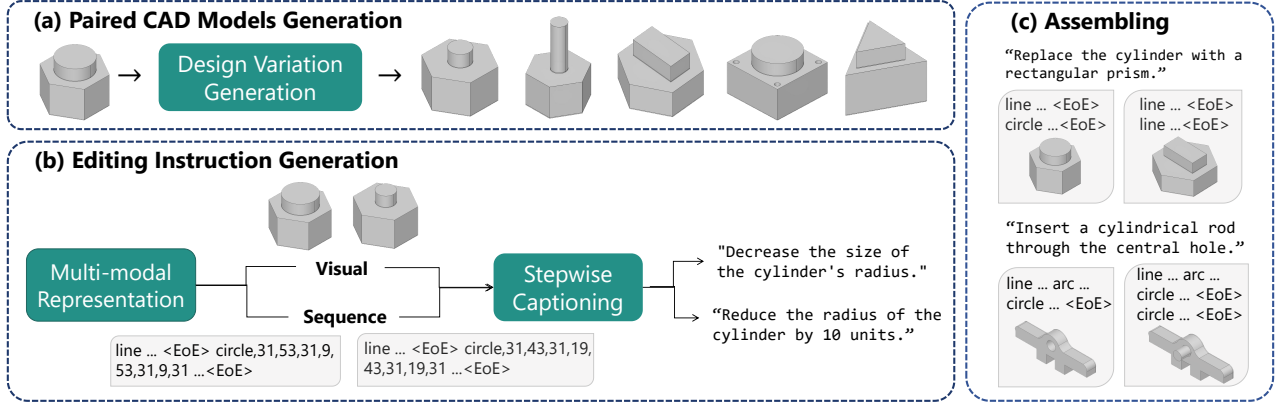 (a) Paired CAD Models Generation
Design Variation
Generation
(b) Editing Instruction Generation
Multi-modal
Representation
Visual
Sequence
line ... <EoE> circle,31,53,31,9,
53,31,9,31 ...<EoE>
line ... <EoE> circle,31,43,31,19,
43,31,19,31 ...<EoE>
Stepwise
Captioning
"Decrease the size of
the cylinder's radius."
“Reduce the radius of the
cylinder by 10 units.”
(c) Assembling
“Replace the cylinder with a
rectangular prism.”
line ... <EoE>
circle ...<EoE>
line ... <EoE>
line ... <EoE>
“Insert a cylindrical rod
through the central hole.”
line ... arc ...
circle ... <EoE>
line ... arc ...
circle ... <EoE>
circle ... <EoE>